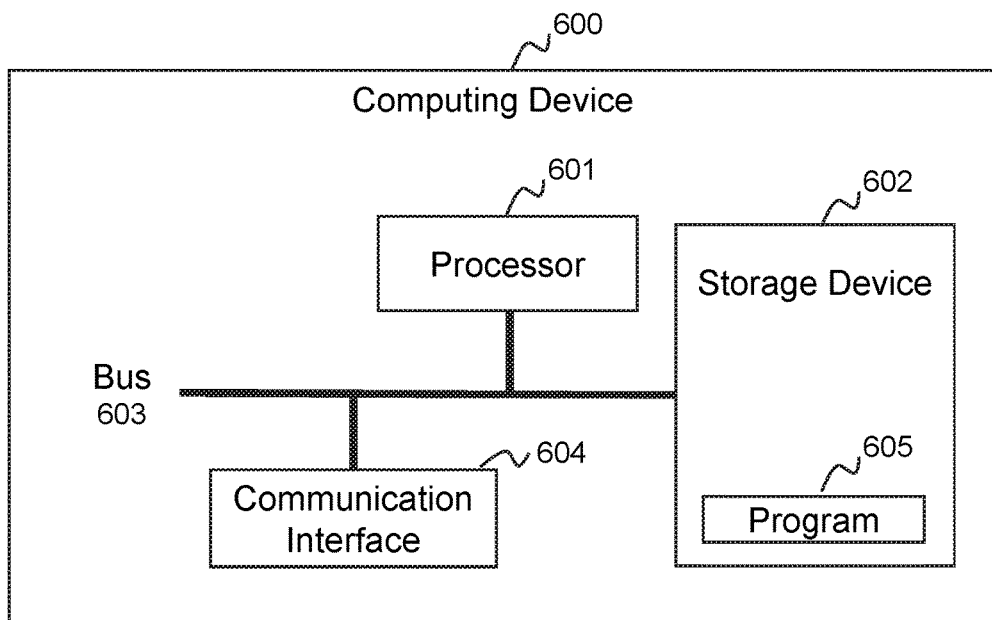 600
Computing Device
601
Processor
602
Storage Device
Bus
603
604
Communication
Interface
605
Program